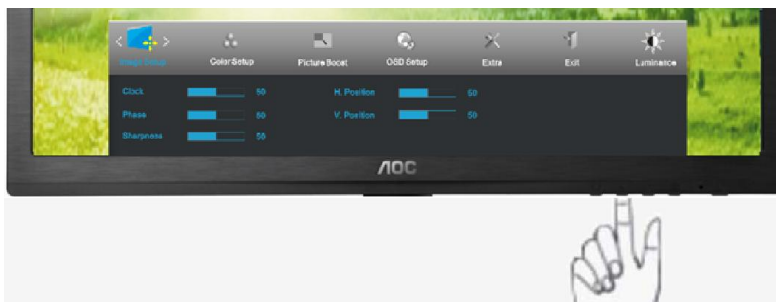 Image Setup
Color Setup
Picture Boost
OSD Setup
Extra
Exit
Luminance
Clock 50 H. Position 50
Phase 50 V. Position 50
Sharpness 50
AOC